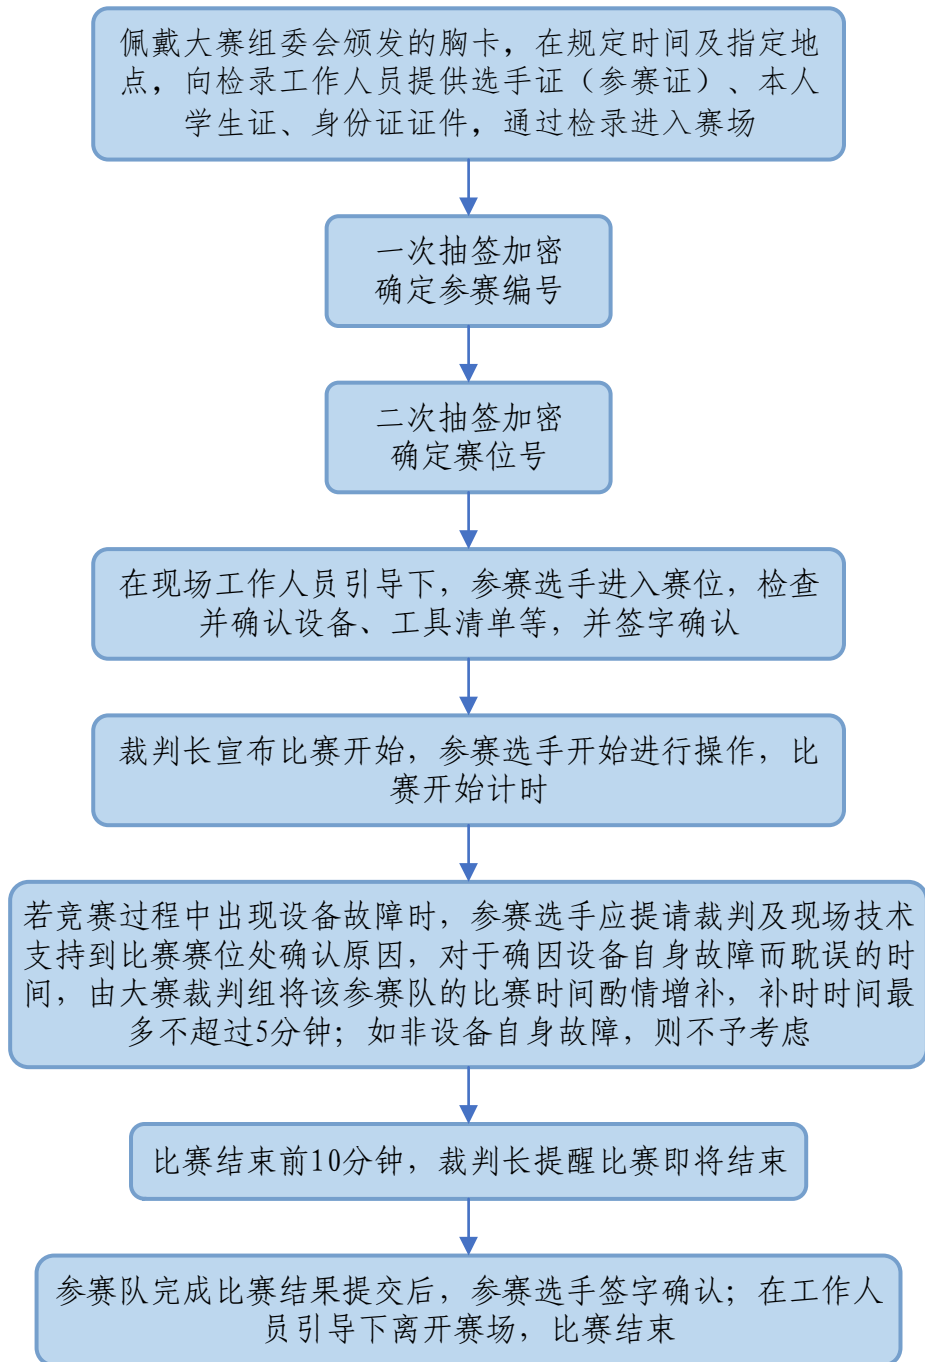 佩戴大赛组委会颁发的胸卡，在规定时间及指定地
点，向检录工作人员提供选手证（参赛证）、本人
学生证、身份证证件，通过检录进入赛场
一次抽签加密
确定参赛编号
二次抽签加密
确定赛位号
在现场工作人员引导下，参赛选手进入赛位，检查
并确认设备、工具清单等，并签字确认
裁判长宣布比赛开始，参赛选手开始进行操作，比
赛开始计时
若竞赛过程中出现设备故障时，参赛选手应提请裁判及现场技术
支持到比赛赛位处确认原因，对于确因设备自身故障而耽误的时
间，由大赛裁判组将该参赛队的比赛时间酌情增补，补时时间最
多不超过5分钟；如非设备自身故障，则不予考虑
比赛结束前10分钟，裁判长提醒比赛即将结束
参赛队完成比赛结果提交后，参赛选手签字确认；在工作人
员引导下离开赛场，比赛结束